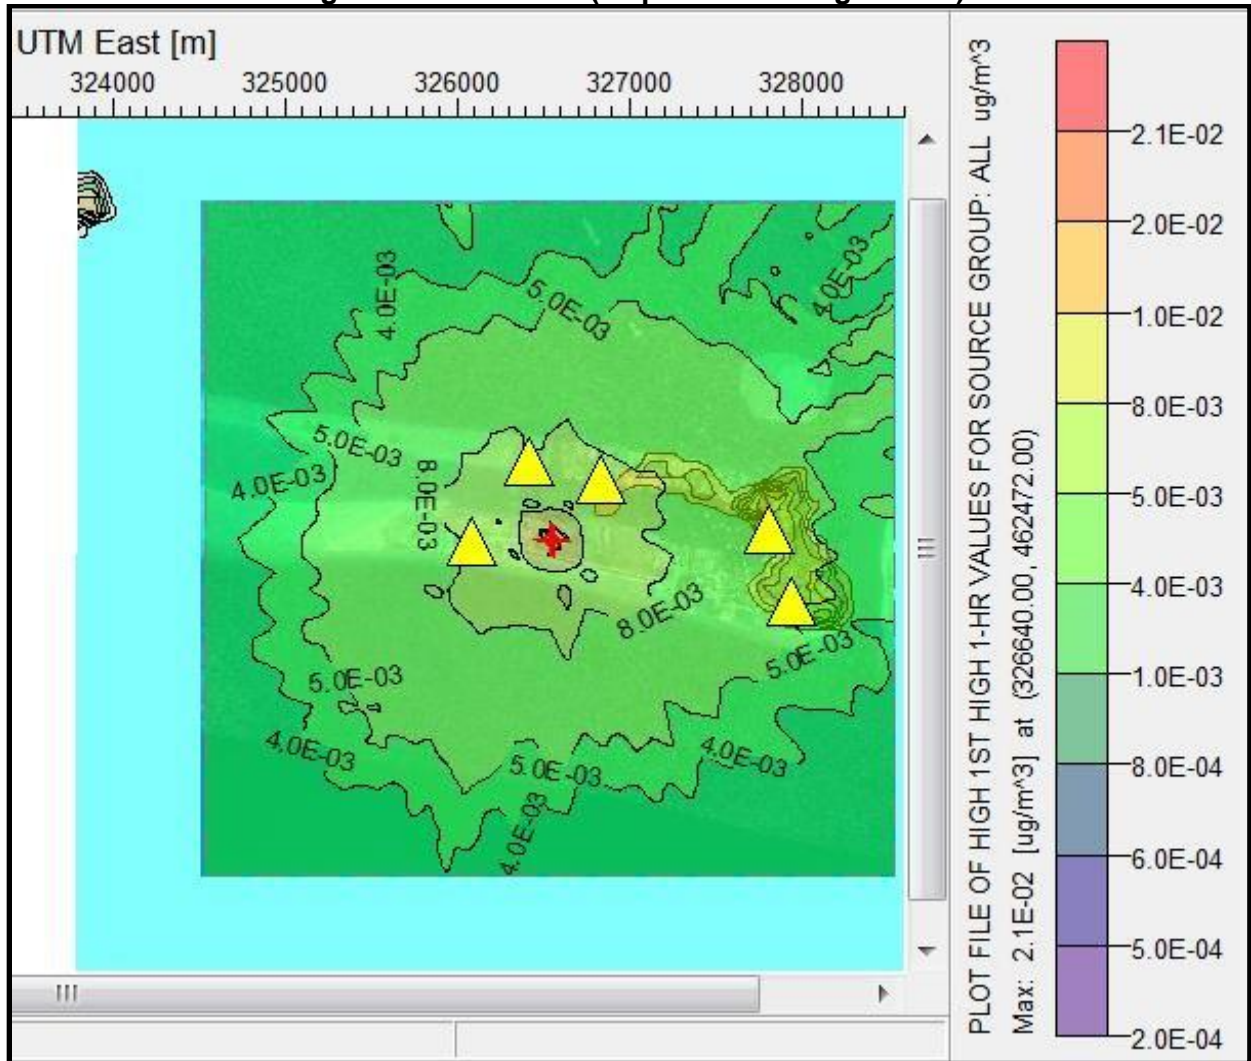 UTM East [m]
324000 325000 326000 327000 328000
4.0E-03
5.0E-03
4.0E-03
5.0E-03
4.0E-03
8.0E-03
8.0E-03
5.0E-03
5.0E-03
4.0E-03
5.0E-03
4.0E-03
4.0E-03
PLOT FILE OF HIGH 1ST HIGH 1-HR VALUES FOR SOURCE GROUP: ALL ug/m^3
Max: 2.1E-02 [ug/m^3] at (326640.00, 462472.00)
2.1E-02
2.0E-02
1.0E-02
8.0E-03
5.0E-03
4.0E-03
1.0E-03
8.0E-04
6.0E-04
5.0E-04
2.0E-04